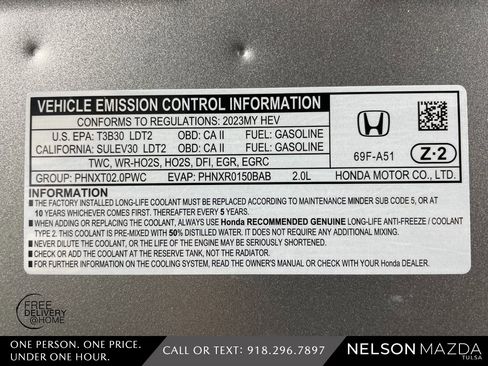 VEHICLE EMISSION CONTROL INFORMATION
CONFORMS TO REGULATIONS: 2023MY HEV
U.S. EPA: T3B30 LDT2 OBD: CA II FUEL: GASOLINE
CALIFORNIA: SULEV30 LDT2 OBD: CA II FUEL: GASOLINE
TWC, WR-HO2S, HO2S, DFI, EGR, EGRC
GROUP: PHNXT02.0PWC EVAP: PHNXR0150BAB 2.0L
69F-A51 Z-2
HONDA MOTOR CO., LTD.
INFORMATION
■ THE FACTORY INSTALLED LONG-LIFE COOLANT MUST BE REPLACED ACCORDING TO MAINTENANCE MINDER SUB CODE 5, OR AT
10 YEARS WHICHEVER COMES FIRST. THEREAFTER EVERY 5 YEARS.
■ WHEN ADDING OR REPLACING THE COOLANT, ALWAYS USE Honda RECOMMENDED GENUINE LONG-LIFE ANTI-FREEZE / COOLANT
TYPE 2. THIS COOLANT IS PRE-MIXED WITH 50% DISTILLED WATER. IT DOES NOT REQUIRE ANY ADDITIONAL MIXING.
■ NEVER DILUTE THE COOLANT, OR THE LIFE OF THE ENGINE MAY BE SERIOUSLY SHORTENED.
■ CHECK OR ADD THE COOLANT AT THE RESERVE TANK, NOT THE RADIATOR.
■ FOR FURTHER INFORMATION ON THE COOLING SYSTEM, READ THE OWNER'S MANUAL OR CHECK WITH YOUR Honda DEALER.
FREE
DELIVERY
@HOME
ONE PERSON. ONE PRICE.
UNDER ONE HOUR.
CALL OR TEXT: 918.296.7897
NELSON MAZDA
TULSA